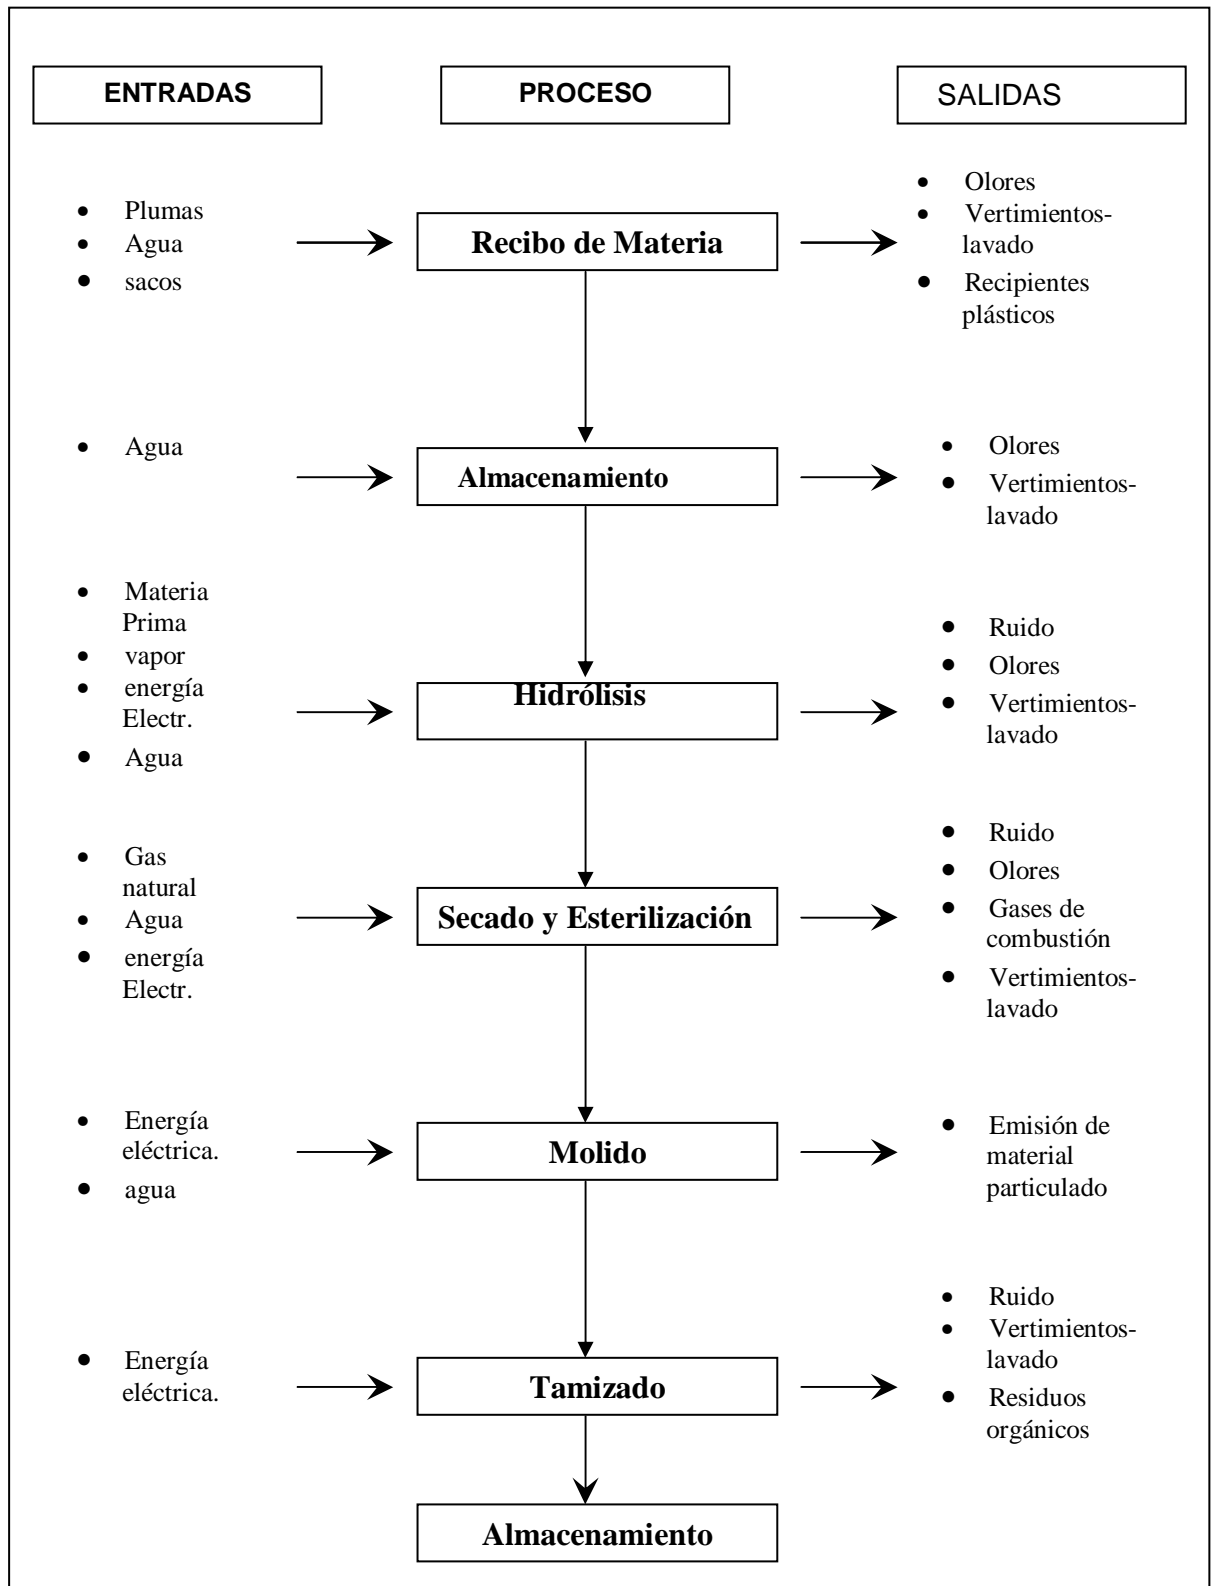 ENTRADAS
PROCESO
SALIDAS
• Plumas
• Agua
• sacos
Recibo de Materia
• Olores
• Vertimientos-
lavado
• Recipientes
plásticos
• Agua
Almacenamiento
• Olores
• Vertimientos-
lavado
• Materia
Prima
• vapor
• energía
Electr.
• Agua
Hidrólisis
• Ruido
• Olores
• Vertimientos-
lavado
• Gas
natural
• Agua
• energía
Electr.
Secado y Esterilización
• Ruido
• Olores
• Gases de
combustión
• Vertimientos-
lavado
• Energía
eléctrica.
• agua
Molido
• Emisión de
material
particulado
• Energía
eléctrica.
Tamizado
• Ruido
• Vertimientos-
lavado
• Residuos
orgánicos
Almacenamiento